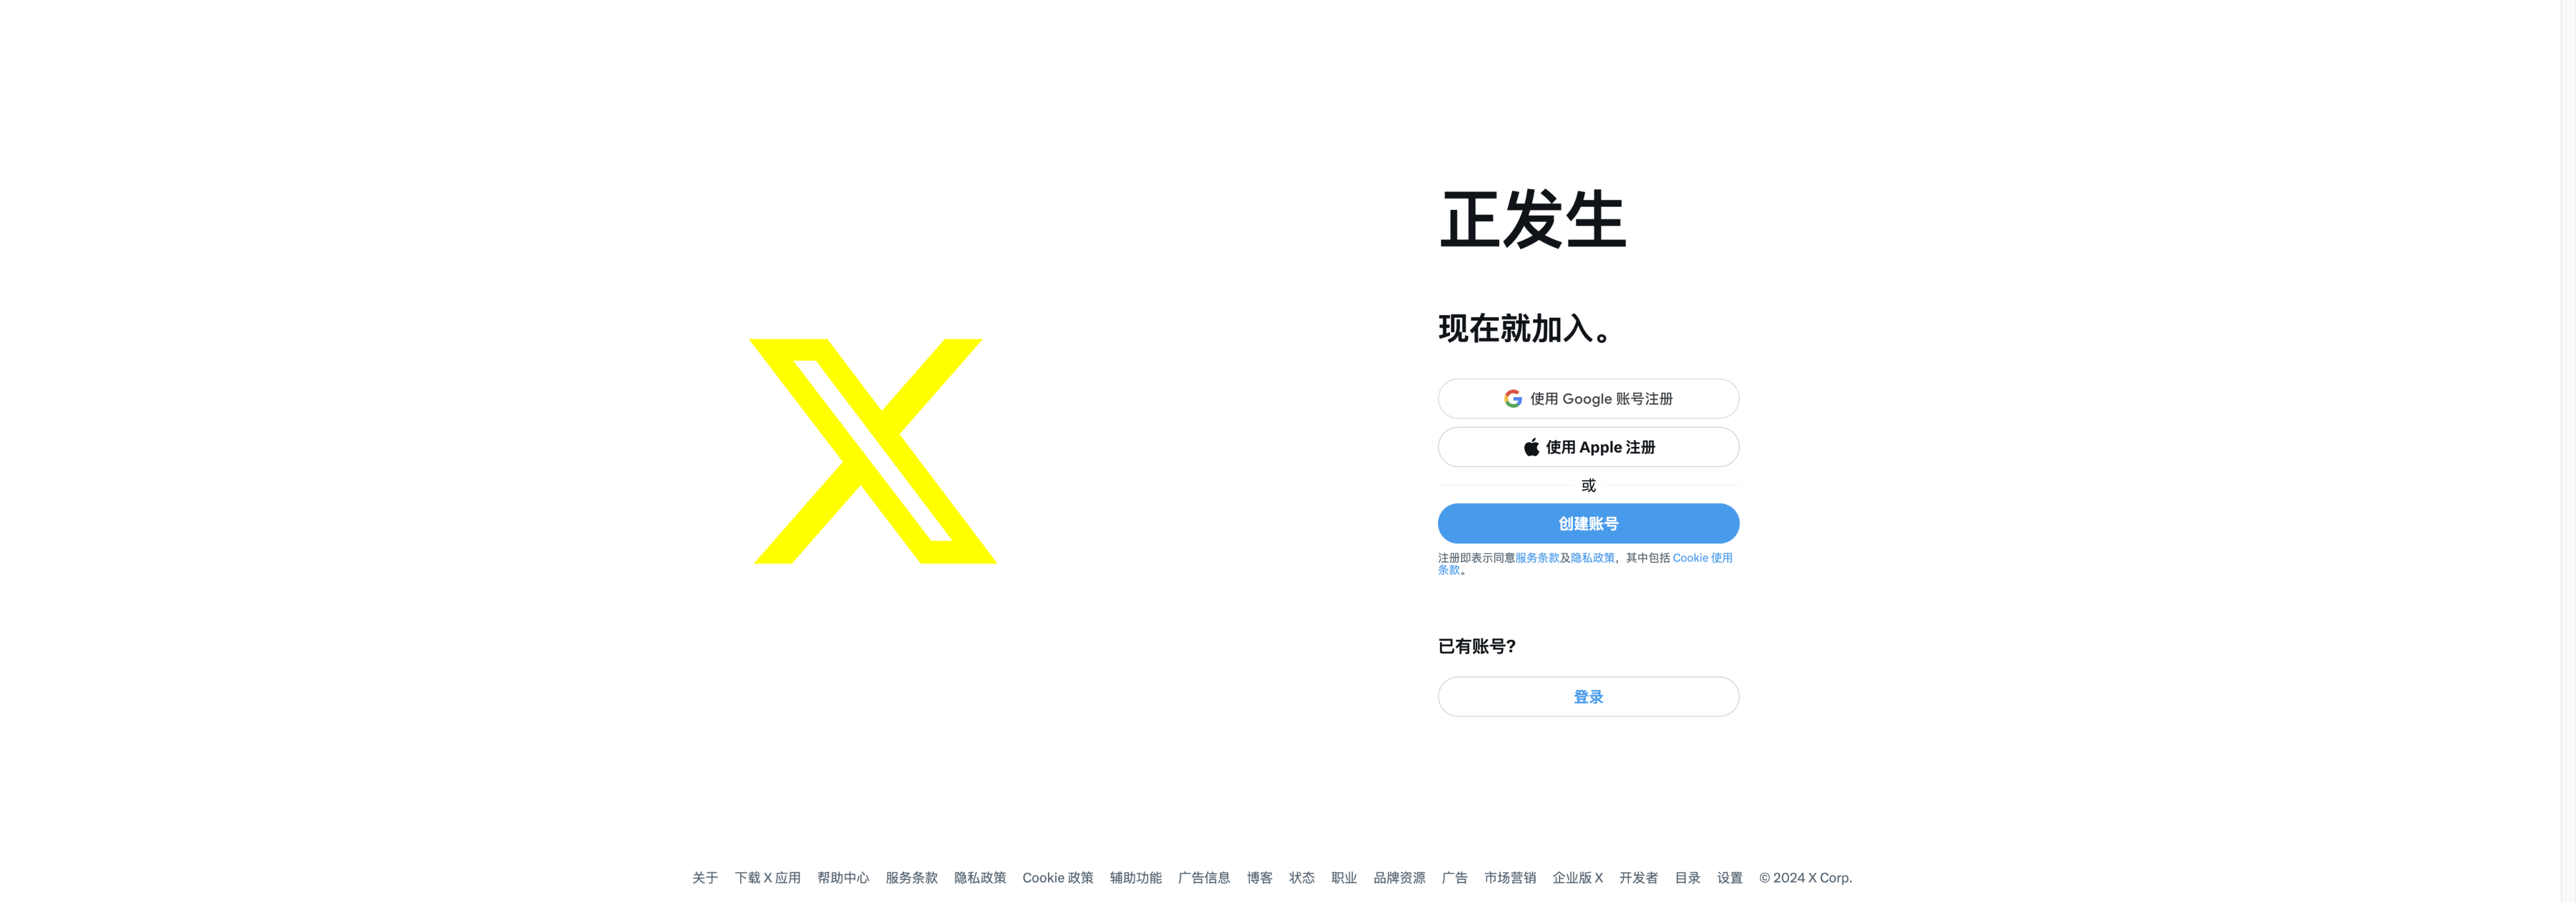 正发生
现在就加入。
使用 Google 账号注册
使用 Apple 注册
或
创建账号
注册即表示同意服务条款及隐私政策，其中包括 Cookie 使用
条款。
已有账号？
登录
关于 下载 X 应用 帮助中心 服务条款 隐私政策 Cookie 政策 辅助功能 广告信息 博客 状态 职业 品牌资源 广告 市场营销 企业版 X 开发者 目录 设置 © 2024 X Corp.